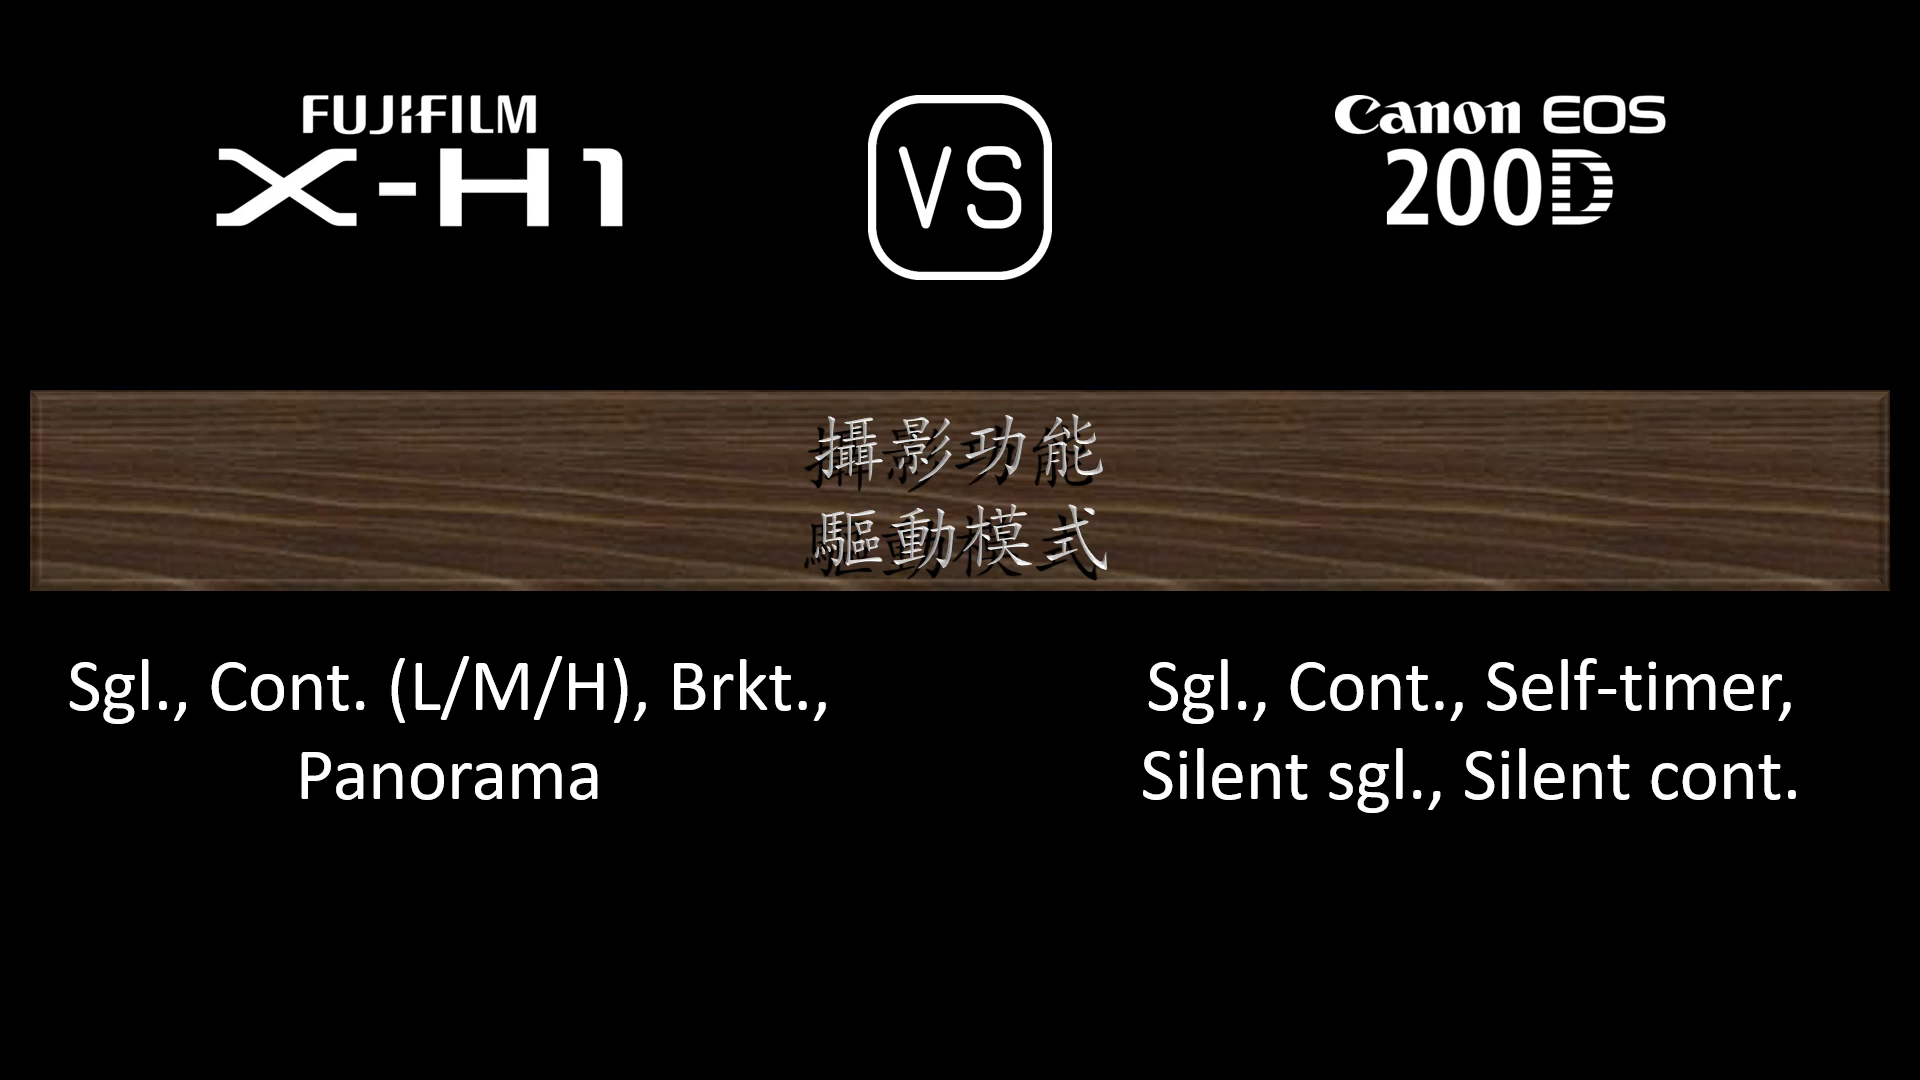 FUJIFILM
X-H1
VS
Canon EOS
200D
攝影功能
驅動模式
Sgl., Cont. (L/M/H), Brkt.,
Panorama
Sgl., Cont., Self-timer,
Silent sgl., Silent cont.